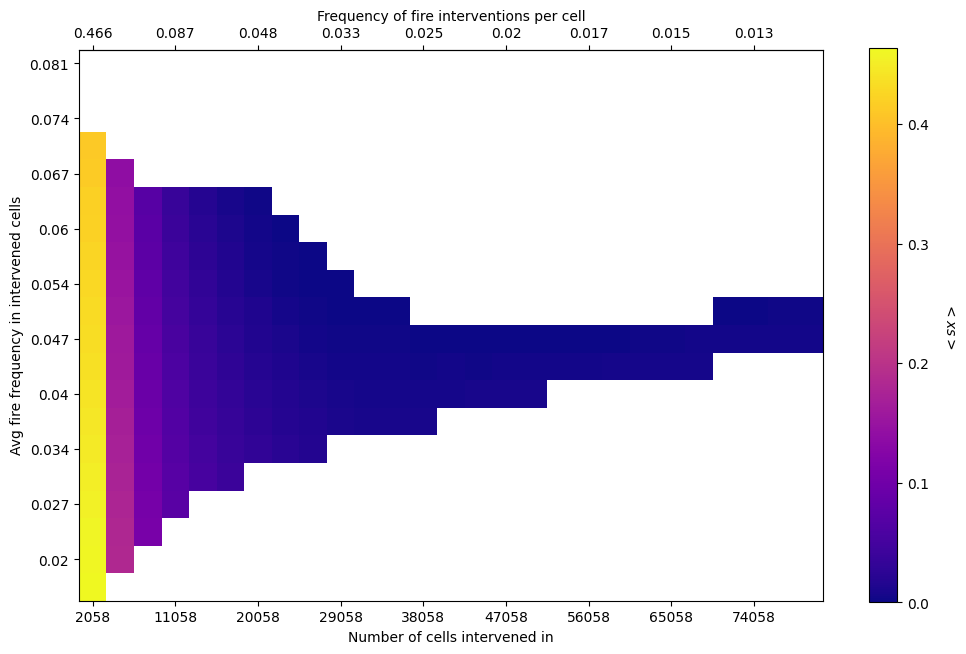 Frequency of fire interventions per cell
0.466 0.087 0.048 0.033 0.025 0.02 0.017 0.015 0.013
0.081
0.074
0.067
0.06
0.054
0.047
0.04
0.034
0.027
0.02
Avg fire frequency in intervened cells
2058 11058 20058 29058 38058 47058 56058 65058 74058
Number of cells intervened in
0.4
0.3
0.2
0.1
0.0
< sx >